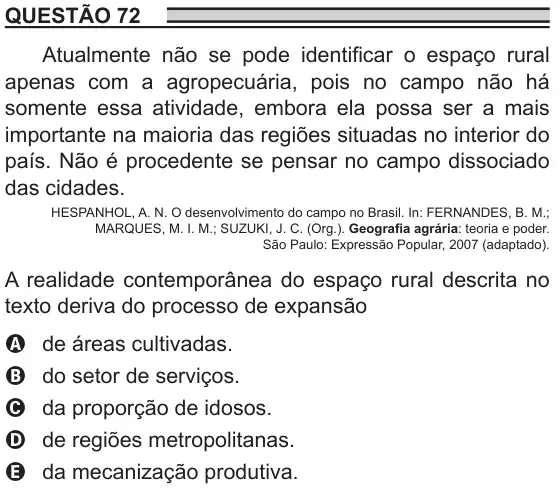 QUESTÃO 72
Atualmente não se pode identificar o espaço rural
apenas com a agropecuária, pois no campo não há
somente essa atividade, embora ela possa ser a mais
importante na maioria das regiões situadas no interior do
país. Não é procedente se pensar no campo dissociado
das cidades.
HESPANHOL, A. N. O desenvolvimento do campo no Brasil. In: FERNANDES, B. M.;
MARQUES, M. I. M.; SUZUKI, J. C. (Org.). Geografia agrária: teoria e poder.
São Paulo: Expressão Popular, 2007 (adaptado).
A realidade contemporânea do espaço rural descrita no
texto deriva do processo de expansão
A de áreas cultivadas.
B do setor de serviços.
C da proporção de idosos.
D de regiões metropolitanas.
E da mecanização produtiva.